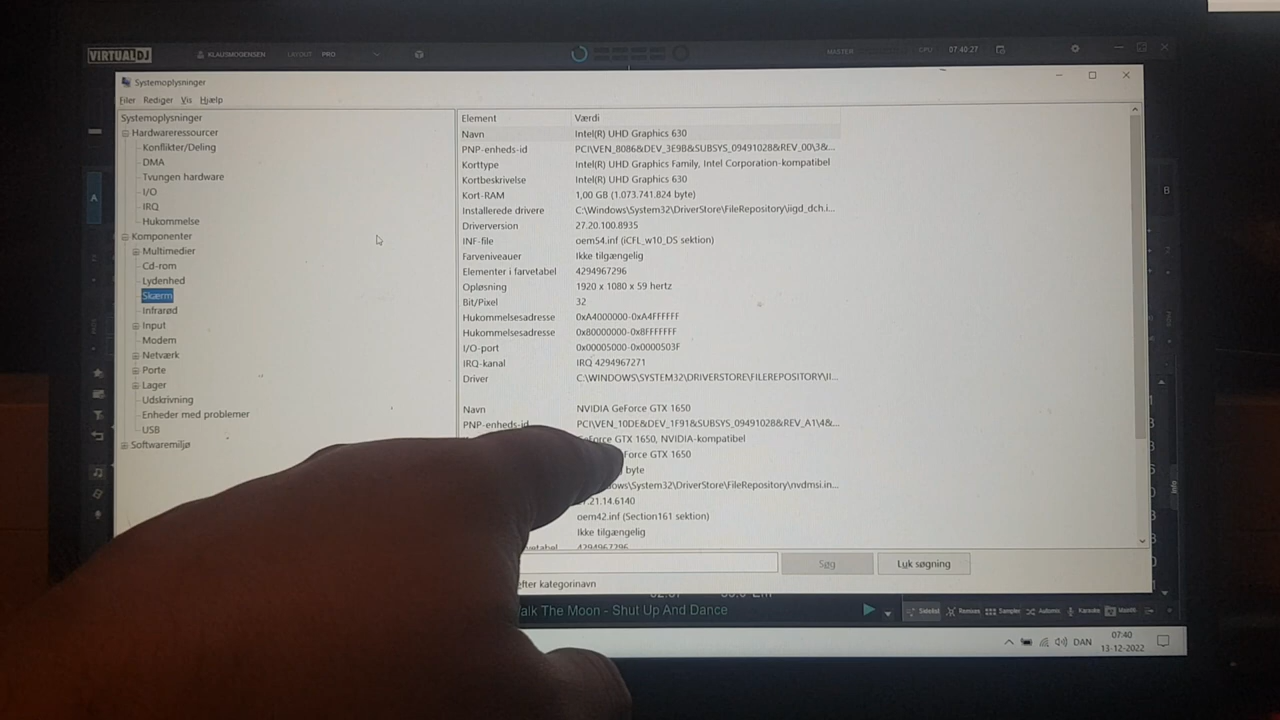 VIRTUALDJ KLAUSMOGENSEN LAYOUT PRO MASTER CPU 07:40:27
Systemoplysninger
Filer Rediger Vis Hjælp
Systemoplysninger
Hardwareressourcer
Konflikter/Deling
DMA
Tvungen hardware
I/O
IRQ
Hukommelse
Komponenter
Multimedier
Cd-rom
Lydenhed
Skærm
Infrarød
Input
Modem
Netværk
Porte
Lager
Udskrivning
Enheder med problemer
USB
Softwaremiljø
Element Værdi
Navn Intel(R) UHD Graphics 630
PNP-enheds-id PCI\VEN_8086&DEV_3E9B&SUBSYS_09491028&REV_00\3&...
Korttype Intel(R) UHD Graphics Family, Intel Corporation-kompatibel
Kortbeskrivelse Intel(R) UHD Graphics 630
Kort-RAM 1,00 GB (1.073.741.824 byte)
Installerede drivere C:\Windows\System32\DriverStore\FileRepository\iigd_dch.i...
Driverversion 27.20.100.8935
INF-file oem54.inf (iCFL_w10_DS sektion)
Farveniveauer Ikke tilgængelig
Elementer i farvetabel 4294967296
Opløsning 1920 x 1080 x 59 hertz
Bit/Pixel 32
Hukommelsesadresse 0xA4000000-0xA4FFFFFF
Hukommelsesadresse 0x80000000-0x8FFFFFFF
I/O-port 0x00005000-0x0000503F
IRQ-kanal IRQ 4294967271
Driver C:\WINDOWS\SYSTEM32\DRIVERSTORE\FILEREPOSITORY\II...
Navn NVIDIA GeForce GTX 1650
PNP-enheds-id PCI\VEN_10DE&DEV_1F91&SUBSYS_09491028&REV_A1\4&...
GeForce GTX 1650, NVIDIA-kompatibel
Force GTX 1650
byte
ows\System32\DriverStore\FileRepository\nvdmsi.in...
.21.14.6140
oem42.inf (Section161 sektion)
Ikke tilgængelig
vetabel 4294967296
Søg Luk søgning
efter kategorinavn
alk The Moon - Shut Up And Dance
Sidelist Remixes Sampler Automix Karaoke
A
B
Info
DAN
07:40
13-12-2022